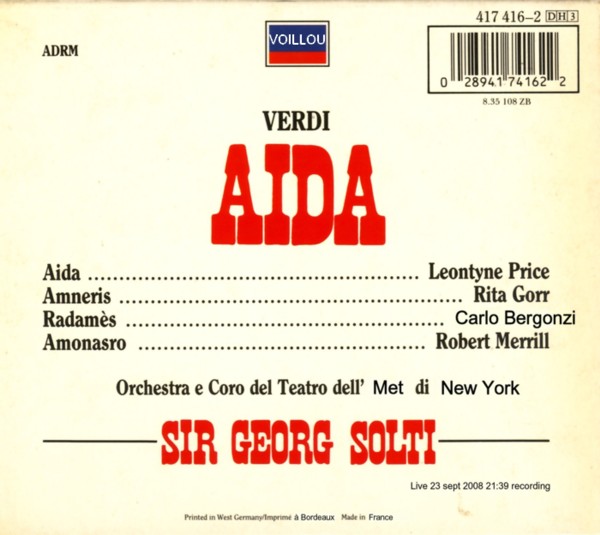 417 416-2 DH3
VOILLOU
ADRM
0 28941 74162 2
8.35 108 ZB
VERDI
AIDA
Aida ................................................ Leontyne Price
Amneris ................................................ Rita Gorr
Radamès ............................................ Carlo Bergonzi
Amonasro ......................................... Robert Merrill
Orchestra e Coro del Teatro dell' Met di New York
SIR GEORG SOLTI
Live 23 sept 2008 21:39 recording
Printed in West Germany/Imprimé à Bordeaux Made in France